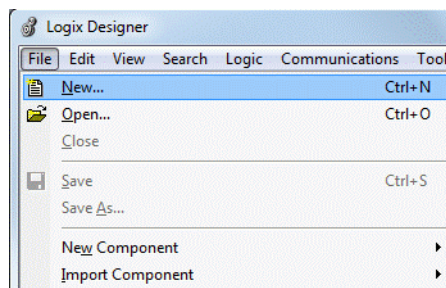 Logix Designer
File Edit View Search Logic Communications Tool
New... Ctrl+N
Open... Ctrl+O
Close
Save Ctrl+S
Save As...
New Component
Import Component